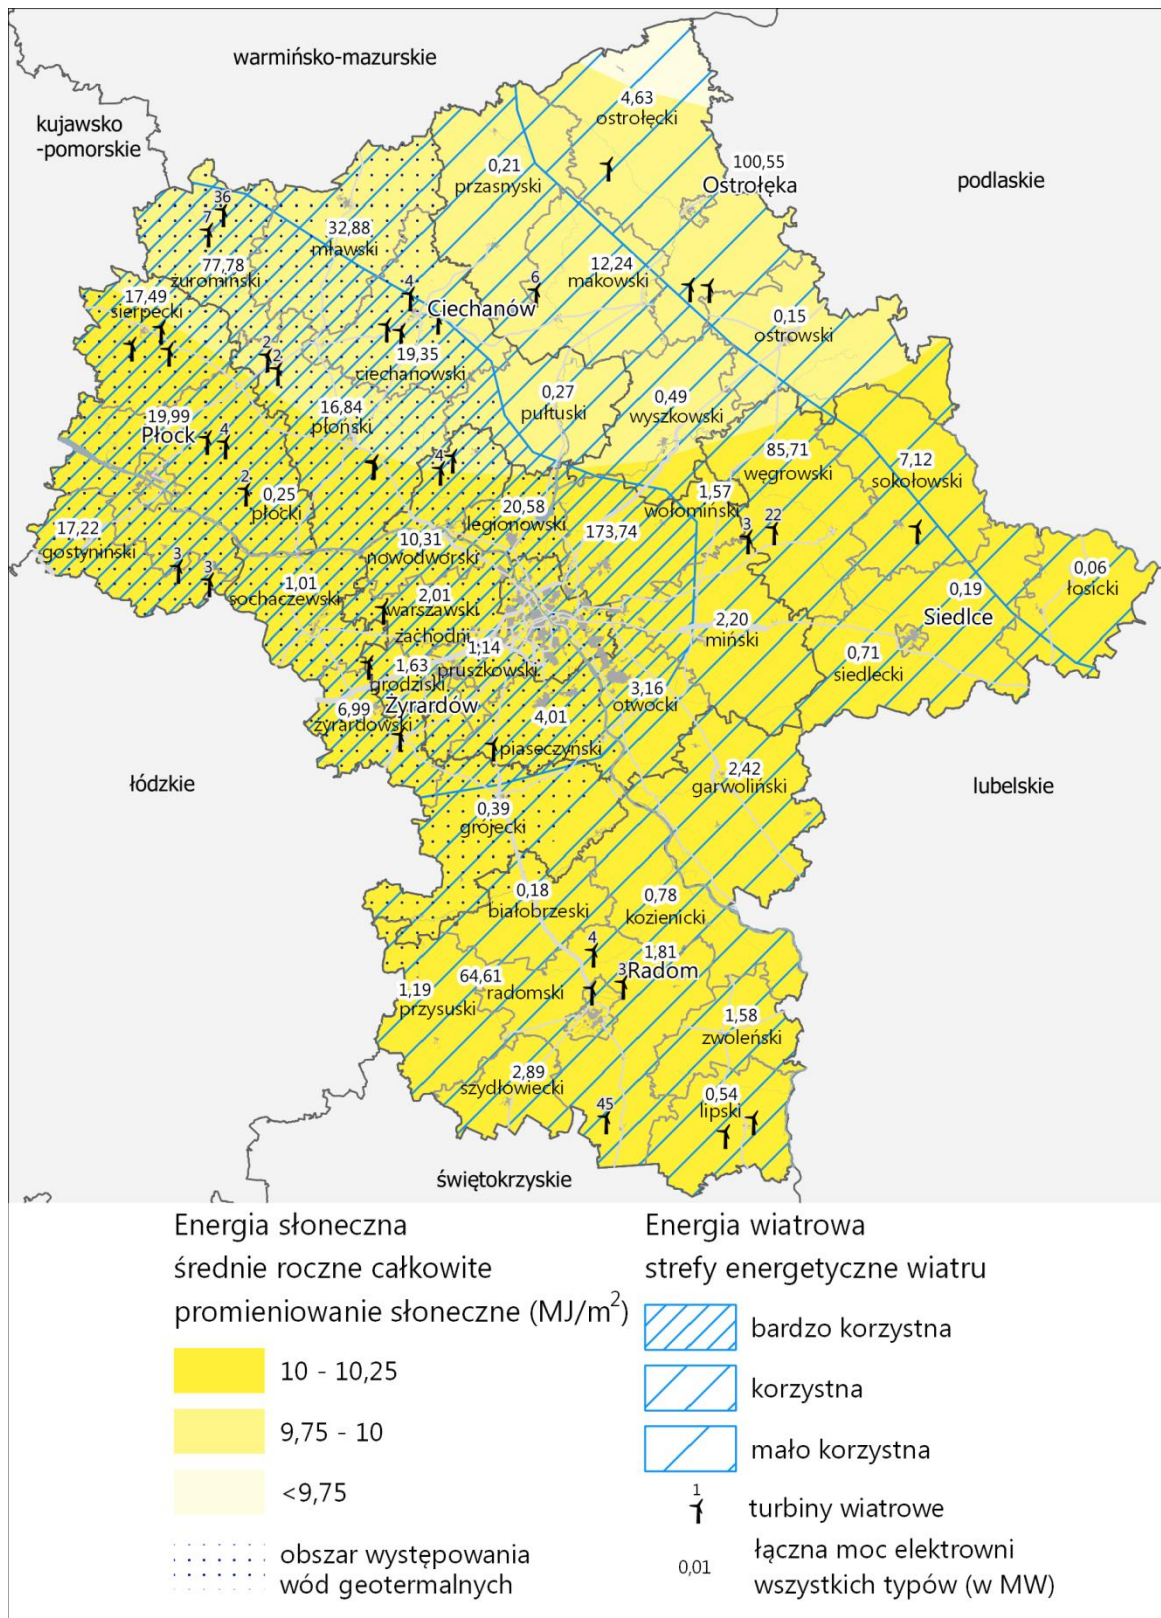 warmińsko-mazurskie
kujawsko
-pomorskie
podlaskie
4,63
ostrołęcki
100,55
Ostrołęka
0,21
przasnyski
36
7
32,88
mławski
77,78
żuromiński
12,24
makowski
6
4
Ciechanów
17,49
sierpecki
0,15
ostrowski
19,35
ciechanowski
2
2
0,27
pułtuski
0,49
wyszkowski
16,84
płoński
19,99
Płock
4
4
85,71
węgrowski
7,12
sokołowski
2
0,25
płocki
1,57
wołomiński
20,58
legionowski
173,74
3
22
17,22
gostyniński
10,31
nowodworski
3
3
1,01
sochaczewski
2,01
warszawski
zachodni
0,06
łosicki
0,19
Siedlce
2,20
miński
1,14
pruszkowski
0,71
siedlecki
1,63
grodziski
3,16
otwocki
6,99
Żyrardów
żyrardowski
4,01
piaseczyński
2,42
garwoliński
łódzkie
lubelskie
0,39
grójecki
0,18
białobrzeski
0,78
kozienicki
4
1,81
3
Radom
64,61
radomski
1,19
przysuski
1,58
zwoleński
2,89
szydłowiecki
0,54
lipski
45
świętokrzyskie
Energia słoneczna
średnie roczne całkowite
promieniowanie słoneczne (MJ/m²)
10 - 10,25
9,75 - 10
<9,75
obszar występowania
wód geotermalnych
Energia wiatrowa
strefy energetyczne wiatru
bardzo korzystna
korzystna
mało korzystna
1
turbiny wiatrowe
0,01
łączna moc elektrowni
wszystkich typów (w MW)